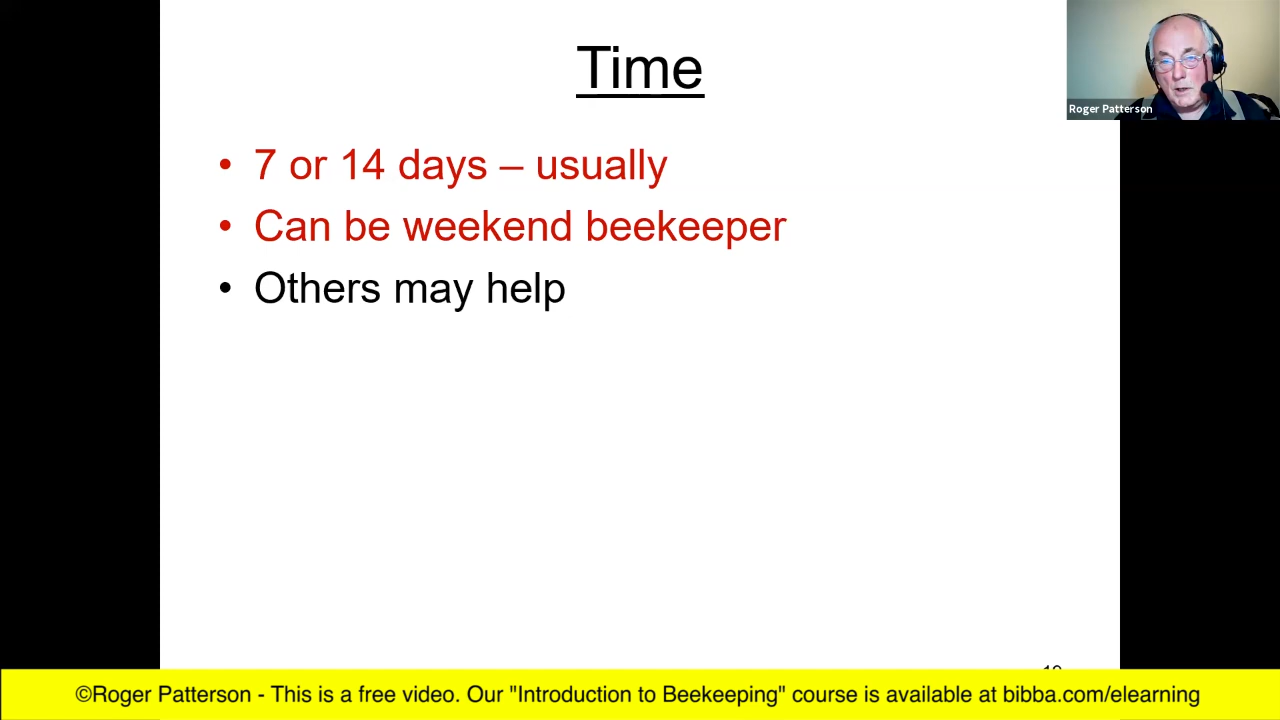 Time
Roger Patterson
• 7 or 14 days – usually
• Can be weekend beekeeper
• Others may help
©Roger Patterson - This is a free video. Our "Introduction to Beekeeping" course is available at bibba.com/elearning